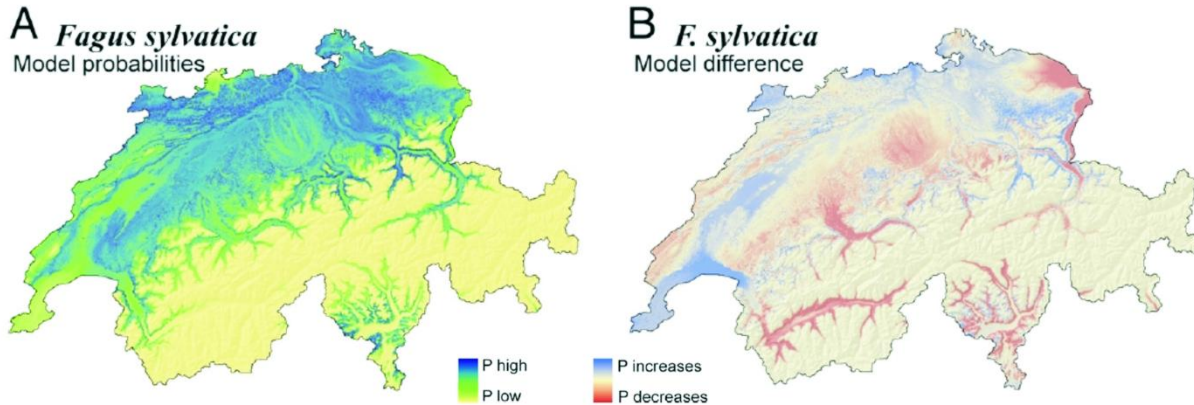 A Fagus sylvatica
Model probabilities
P high
P low
B F. sylvatica
Model difference
P increases
P decreases